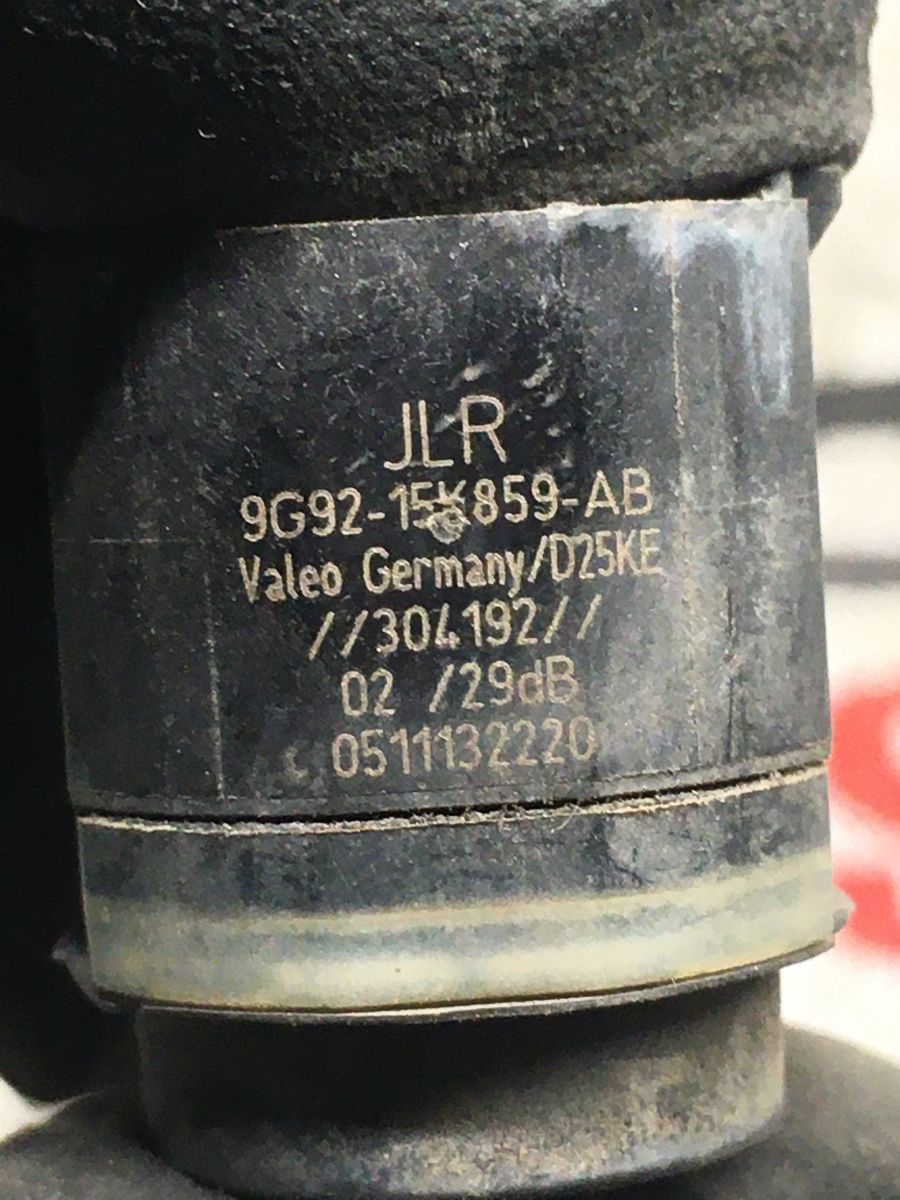 JLR
9G92-15K859-AB
Valeo Germany/D25KE
//304192//
02 /29dB
0511132220